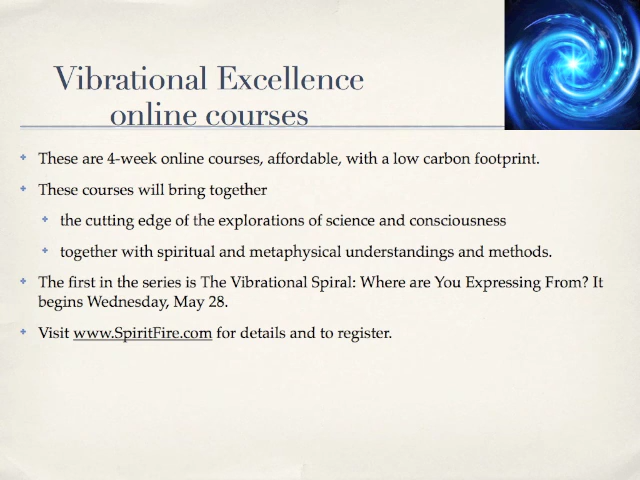 Vibrational Excellence
online courses
These are 4-week online courses, affordable, with a low carbon footprint.
These courses will bring together
the cutting edge of the explorations of science and consciousness
together with spiritual and metaphysical understandings and methods.
The first in the series is The Vibrational Spiral: Where are You Expressing From? It
begins Wednesday, May 28.
Visit www.SpiritFire.com for details and to register.